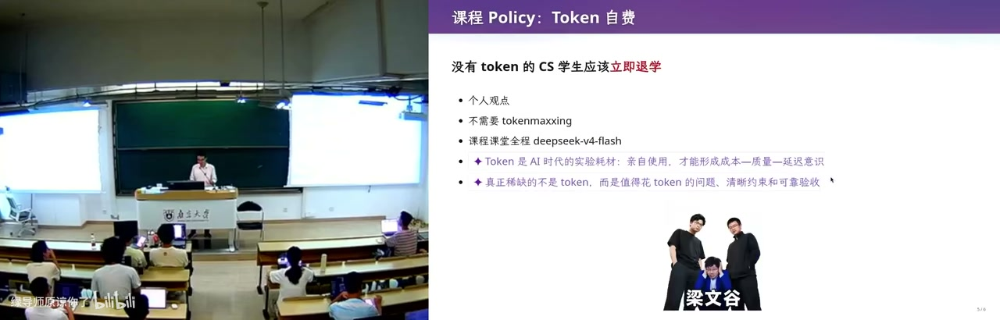 南京大学
绿导师原谅你了 bilibili
课程 Policy：Token 自费
没有 token 的 CS 学生应该立即退学
个人观点
不需要 tokenmaxxing
课程课堂全程 deepseek-v4-flash
Token 是 AI 时代的实验耗材：亲自使用，才能形成成本—质量—延迟意识
真正稀缺的不是 token，而是值得花 token 的问题、清晰约束和可靠验收
梁文谷
5 / 6